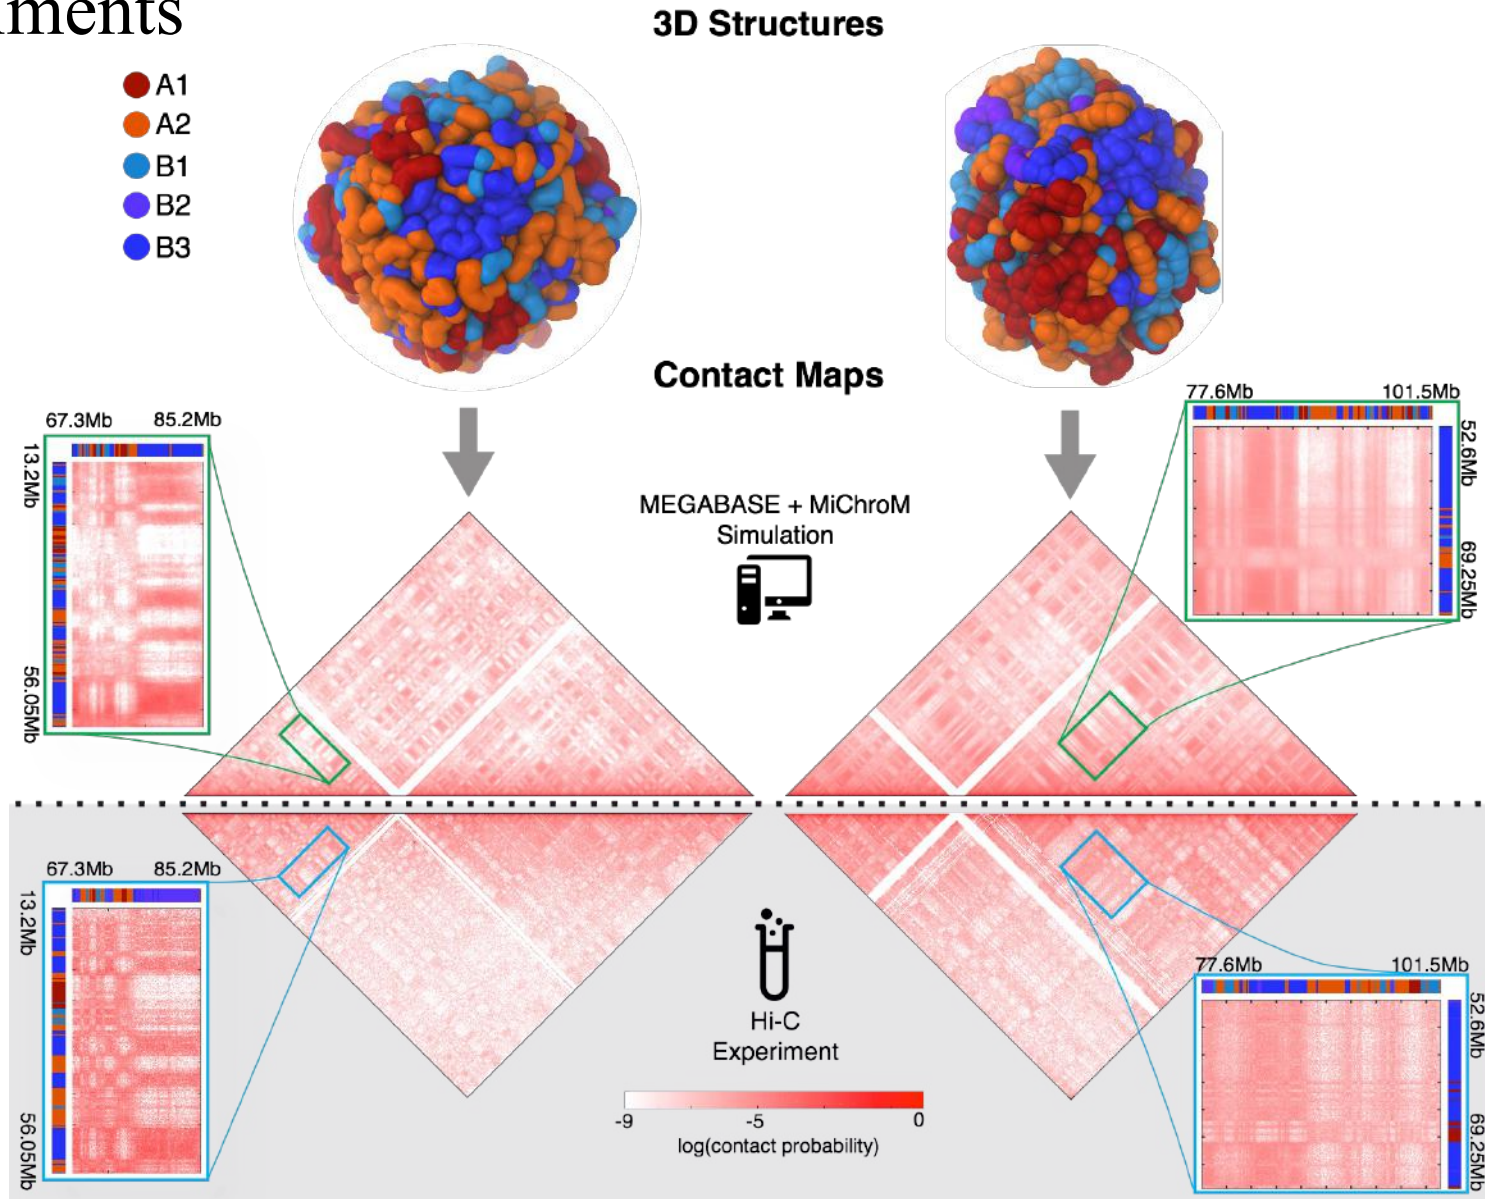 3D Structures
A1
A2
B1
B2
B3
Contact Maps
67.3Mb 85.2Mb
13.2Mb
56.05Mb
77.6Mb 101.5Mb
52.6Mb
69.25Mb
MEGABASE + MiChroM
Simulation
67.3Mb 85.2Mb
13.2Mb
56.05Mb
Hi-C
Experiment
-9 -5 0
log(contact probability)
77.6Mb 101.5Mb
52.6Mb
69.25Mb